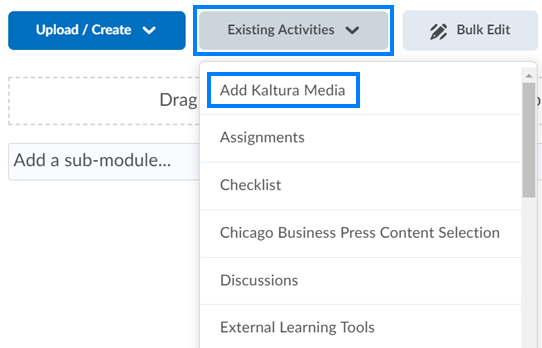 Upload / Create
Existing Activities
Bulk Edit
Drag
Add a sub-module...
Add Kaltura Media
Assignments
Checklist
Chicago Business Press Content Selection
Discussions
External Learning Tools